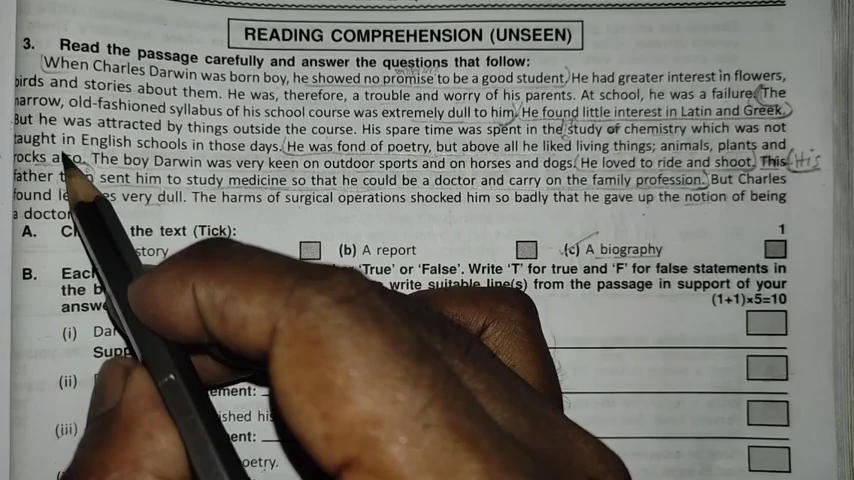 READING COMPREHENSION (UNSEEN)
3. Read the passage carefully and answer the questions that follow:
When Charles Darwin was born boy, he showed no promise to be a good student. He had greater interest in flowers,
birds and stories about them. He was, therefore, a trouble and worry of his parents. At school, he was a failure. The
narrow, old-fashioned syllabus of his school course was extremely dull to him. He found little interest in Latin and Greek.
But he was attracted by things outside the course. His spare time was spent in the study of chemistry which was not
taught in English schools in those days. He was fond of poetry, but above all he liked living things; animals, plants and
rocks also. The boy Darwin was very keen on outdoor sports and on horses and dogs. He loved to ride and shoot. This His
father sent him to study medicine so that he could be a doctor and carry on the family profession. But Charles
found very dull. The harms of surgical operations shocked him so badly that he gave up the notion of being
a doctor
A. the text (Tick): 1
story (b) A report (c) A biography
B. Each 'True' or 'False'. Write 'T' for true and 'F' for false statements in
the write suitable line(s) from the passage in support of your
(1+1)×5=10
(i)
(ii)
(iii) his
poetry.